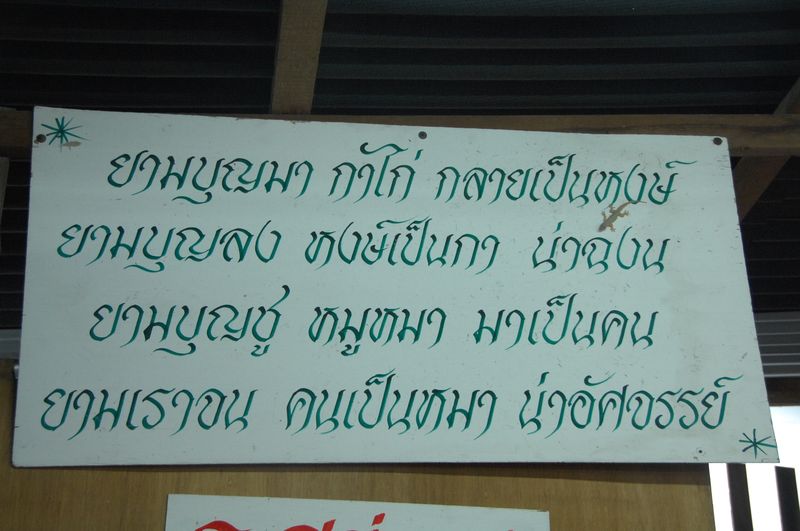 ยามบุญมา กาไก่ กลายเป็นหงษ์
ยามบุญลง หงษ์เป็นกา น่าฉงน
ยามบุญชู หมูหมา มาเป็นคน
ยามเราจน คนเป็นหมา น่าอัศจรรย์